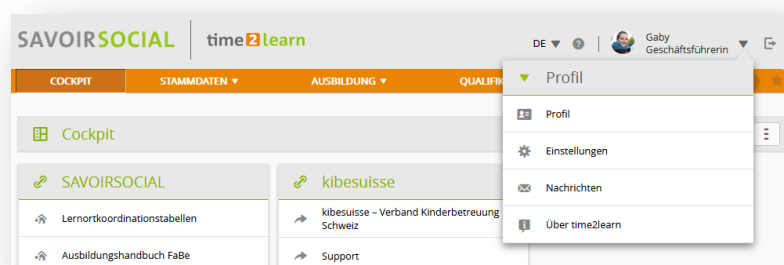 SAVOIRSOCIAL time2learn
DE Gaby
Geschäftsführerin
COCKPIT STAMMDATEN AUSBILDUNG
Profil
Cockpit
Profil
Einstellungen
Nachrichten
Über time2learn
SAVOIRSOCIAL
Lernortkoordinationstabellen
Ausbildungshandbuch FaBe
kibesuisse
kibesuisse – Verband Kinderbetreuung
Schweiz
Support